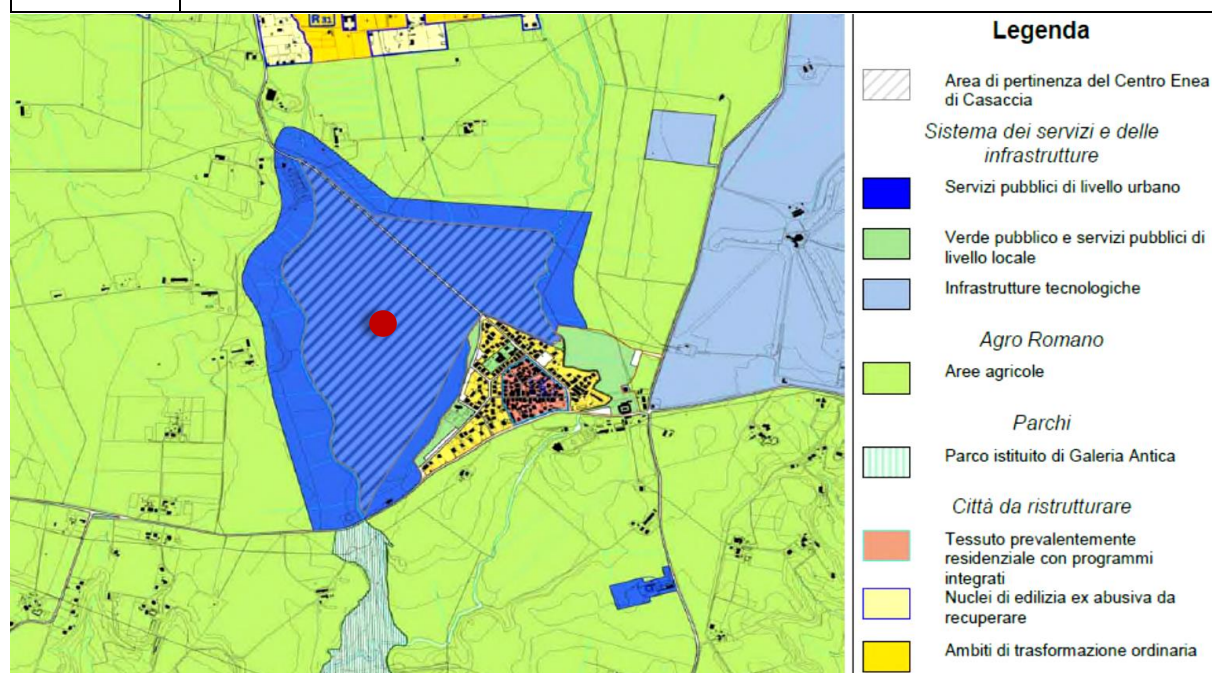 R 31
Legenda
Area di pertinenza del Centro Enea
di Casaccia
Sistema dei servizi e delle
infrastrutture
Servizi pubblici di livello urbano
Verde pubblico e servizi pubblici di
livello locale
Infrastrutture tecnologiche
Agro Romano
Aree agricole
Parchi
Parco istituito di Galeria Antica
Città da ristrutturare
Tessuto prevalentemente
residenziale con programmi
integrati
Nuclei di edilizia ex abusiva da
recuperare
Ambiti di trasformazione ordinaria